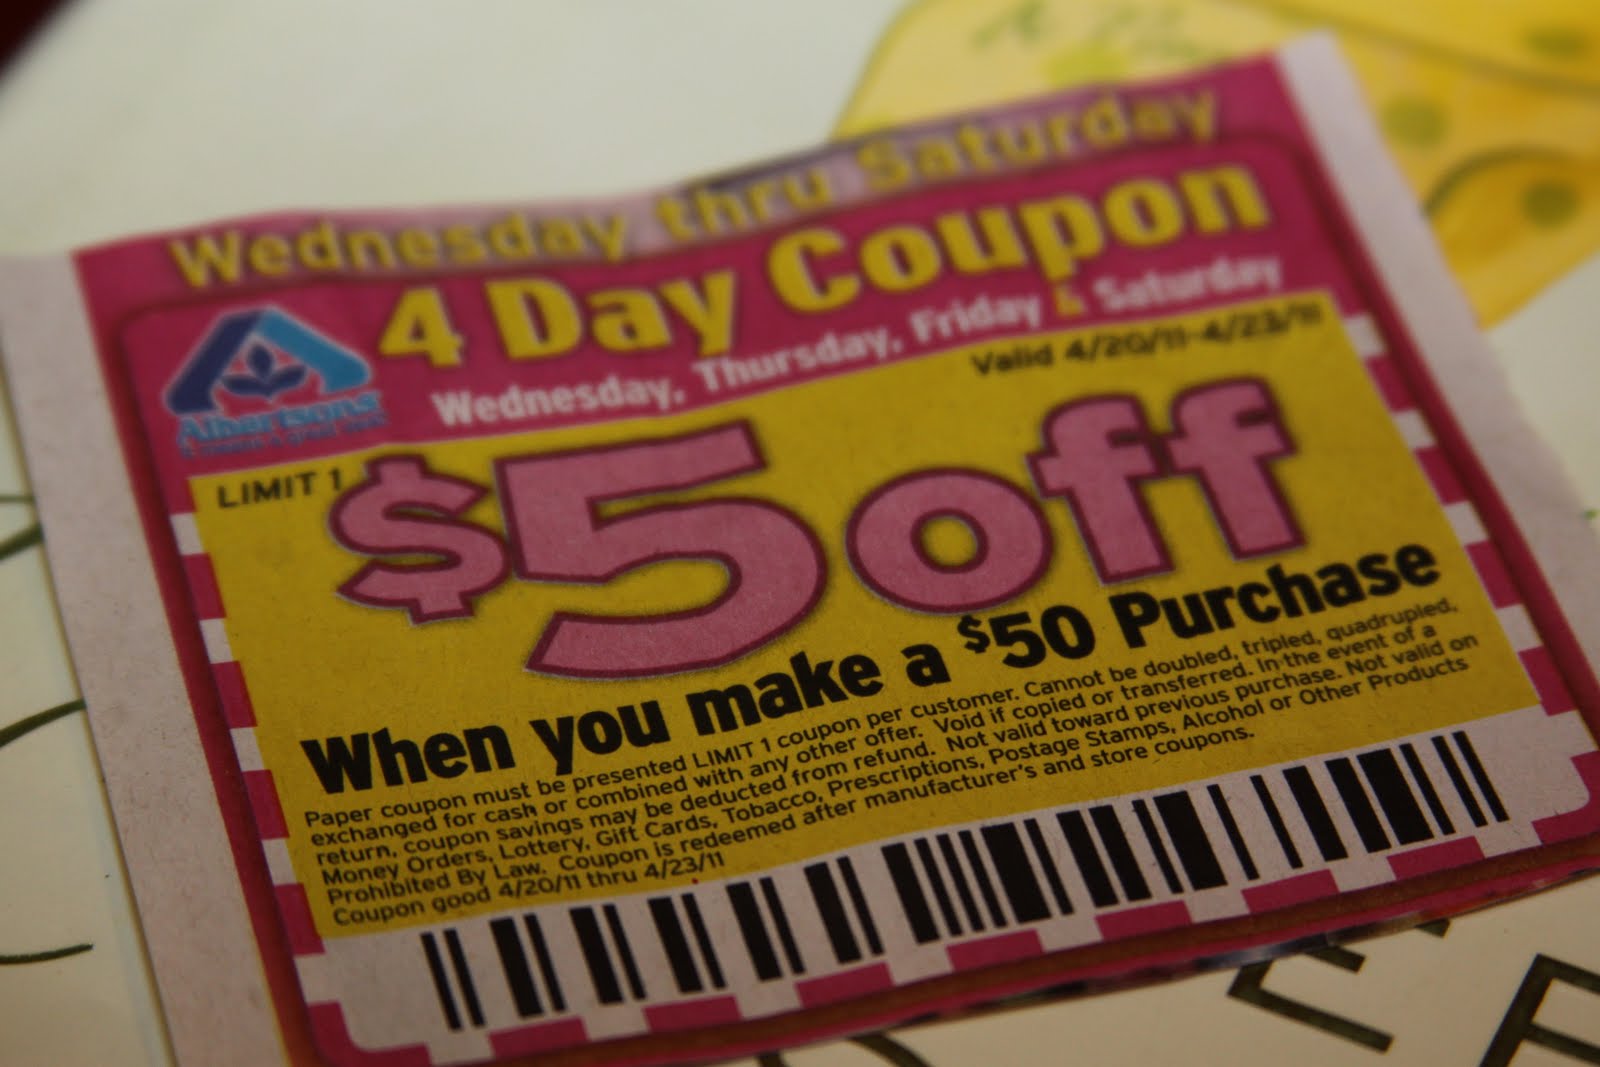 Wednesday thru Saturday
4 Day Coupon
Wednesday, Thursday, Friday & Saturday
Albertsons
Valid 4/20/11-4/23/11
LIMIT 1
$5 off
When you make a $50 Purchase
Paper coupon must be presented LIMIT 1 coupon per customer. Cannot be doubled, tripled, quadrupled,
exchanged for cash or combined with any other offer. Void if copied or transferred. In the event of a
return, coupon savings may be deducted from refund. Not valid toward previous purchase. Not valid on
Money Orders, Lottery, Gift Cards, Tobacco, Prescriptions, Postage Stamps, Alcohol or Other Products
Prohibited By Law. Coupon is redeemed after manufacturer's and store coupons.
Coupon good 4/20/11 thru 4/23/11